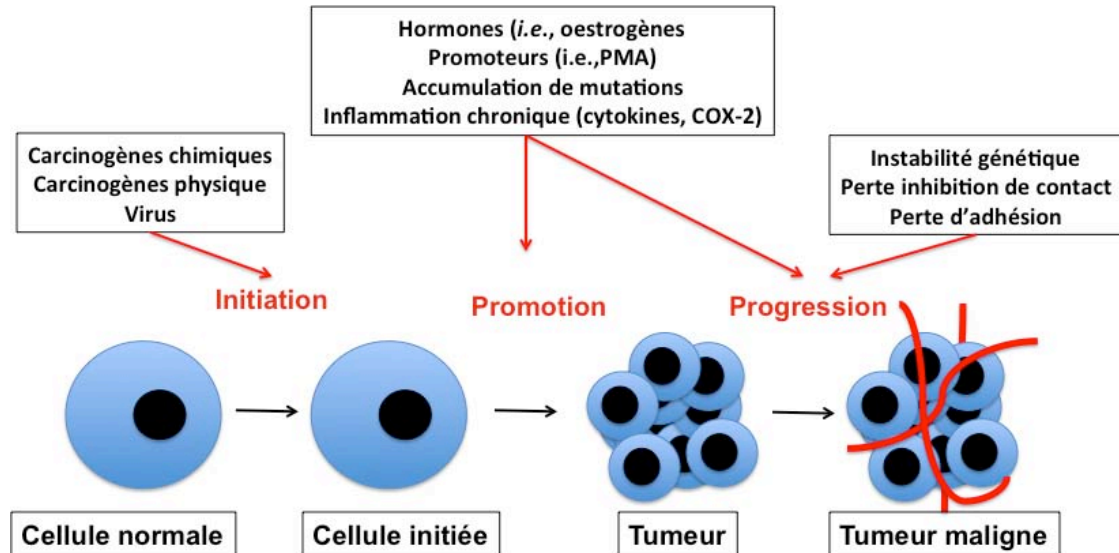 Hormones (i.e., oestrogènes
Promoteurs (i.e.,PMA)
Accumulation de mutations
Inflammation chronique (cytokines, COX-2)
Carcinogènes chimiques
Carcinogènes physique
Virus
Instabilité génétique
Perte inhibition de contact
Perte d'adhésion
Initiation
Promotion
Progression
Cellule normale
Cellule initiée
Tumeur
Tumeur maligne